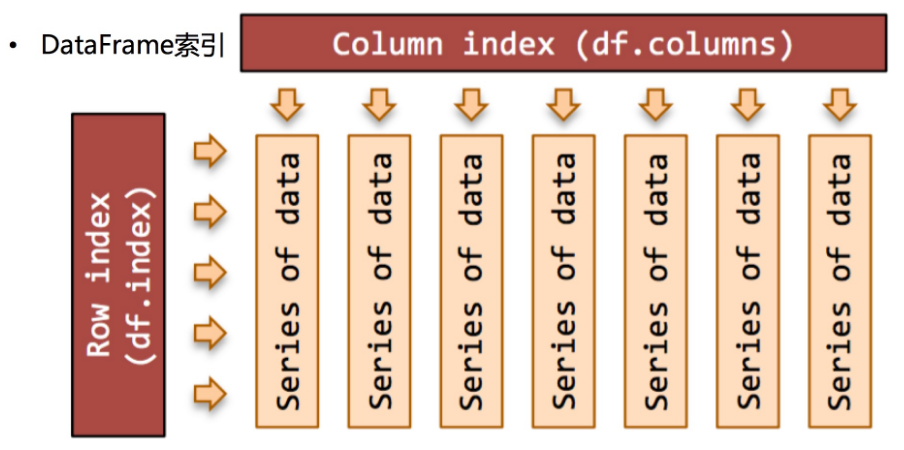 • DataFrame索引
Column index (df.columns)
Row index
(df.index)
Series of data
Series of data
Series of data
Series of data
Series of data
Series of data
Series of data